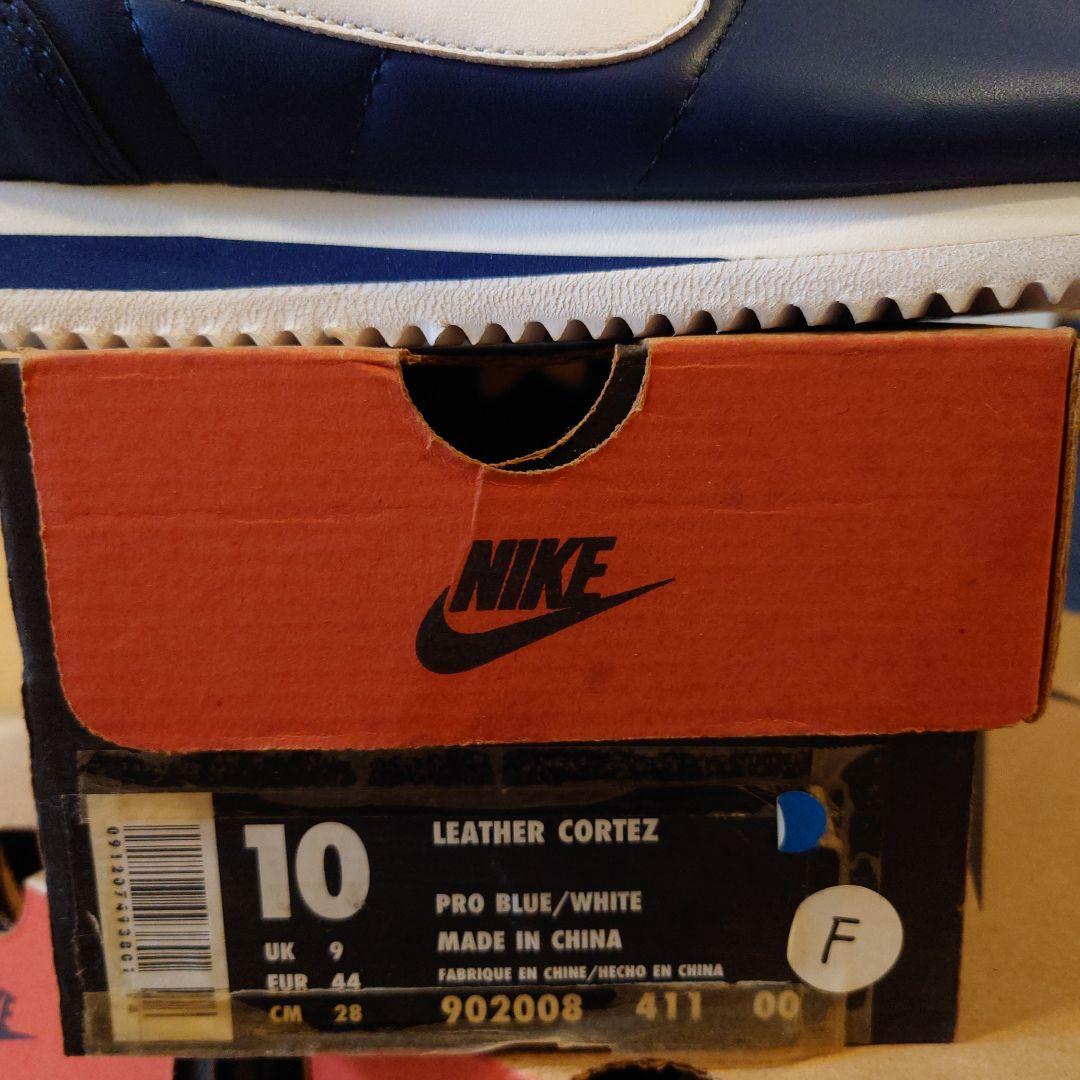 NIKE
10
UK 9
EUR 44
CM 28
LEATHER CORTEZ
PRO BLUE/WHITE
MADE IN CHINA
FABRIQUE EN CHINE/HECHO EN CHINA
902008 411 00
F